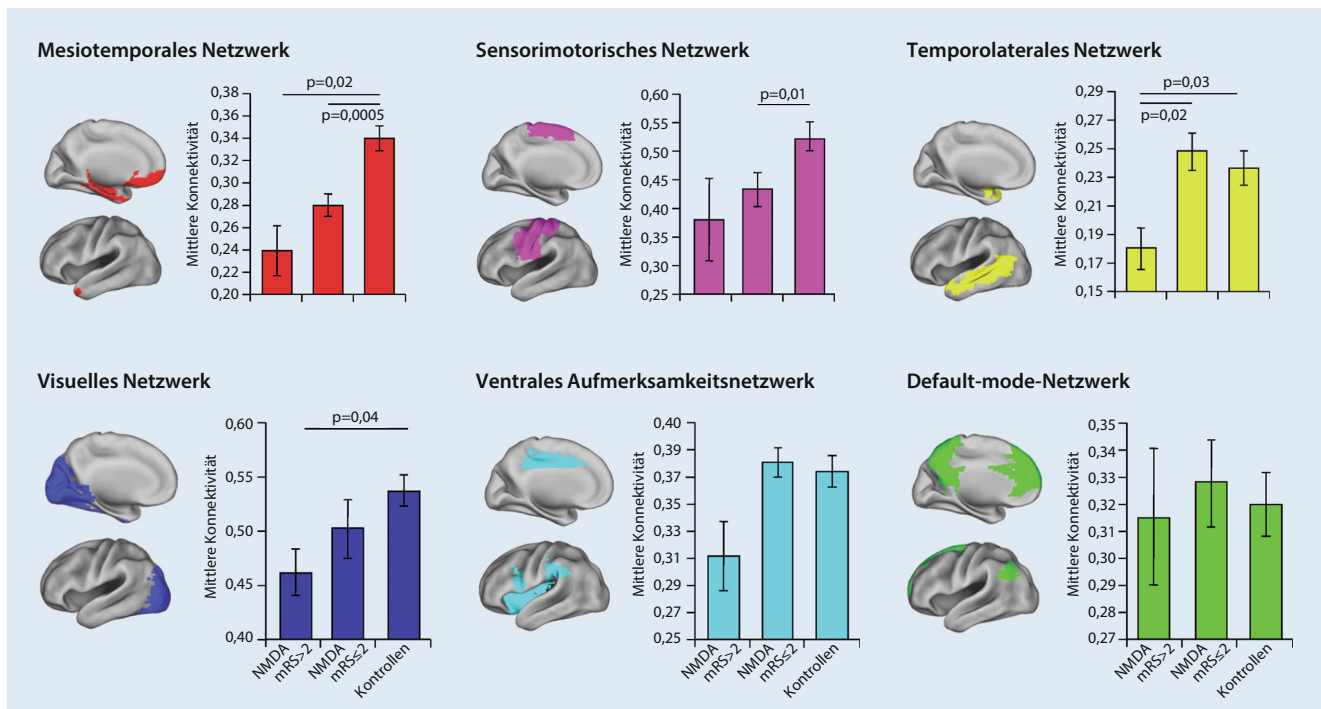 Mesiotemporales Netzwerk
p=0,02
p=0,0005
Mittlere Konnektivität
0,38
0,36
0,34
0,32
0,30
0,28
0,26
0,24
0,22
0,20
Sensorimotorisches Netzwerk
p=0,01
Mittlere Konnektivität
0,60
0,55
0,50
0,45
0,40
0,35
0,30
0,25
Temporolaterales Netzwerk
p=0,03
p=0,02
Mittlere Konnektivität
0,29
0,27
0,25
0,23
0,21
0,19
0,17
0,15
Visuelles Netzwerk
p=0,04
Mittlere Konnektivität
0,60
0,55
0,50
0,45
0,40
NMDA
mRS>2
NMDA
mRS≤2
Kontrollen
Ventrales Aufmerksamkeitsnetzwerk
Mittlere Konnektivität
0,40
0,39
0,37
0,35
0,33
0,31
0,29
0,27
0,25
NMDA
mRS>2
NMDA
mRS≤2
Kontrollen
Default-mode-Netzwerk
Mittlere Konnektivität
0,35
0,34
0,33
0,32
0,31
0,30
0,29
0,28
0,27
NMDA
mRS>2
NMDA
mRS≤2
Kontrollen